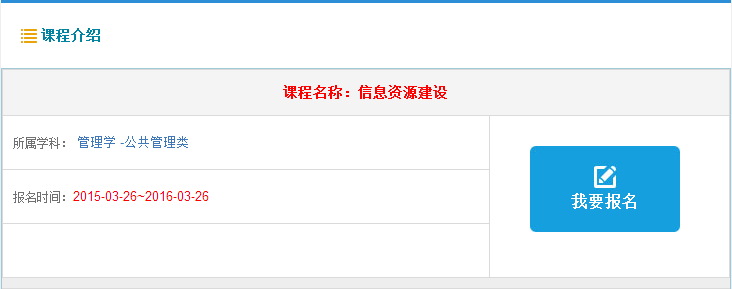 课程介绍
课程名称：信息资源建设
所属学科： 管理学 -公共管理类
报名时间：2015-03-26~2016-03-26
我要报名